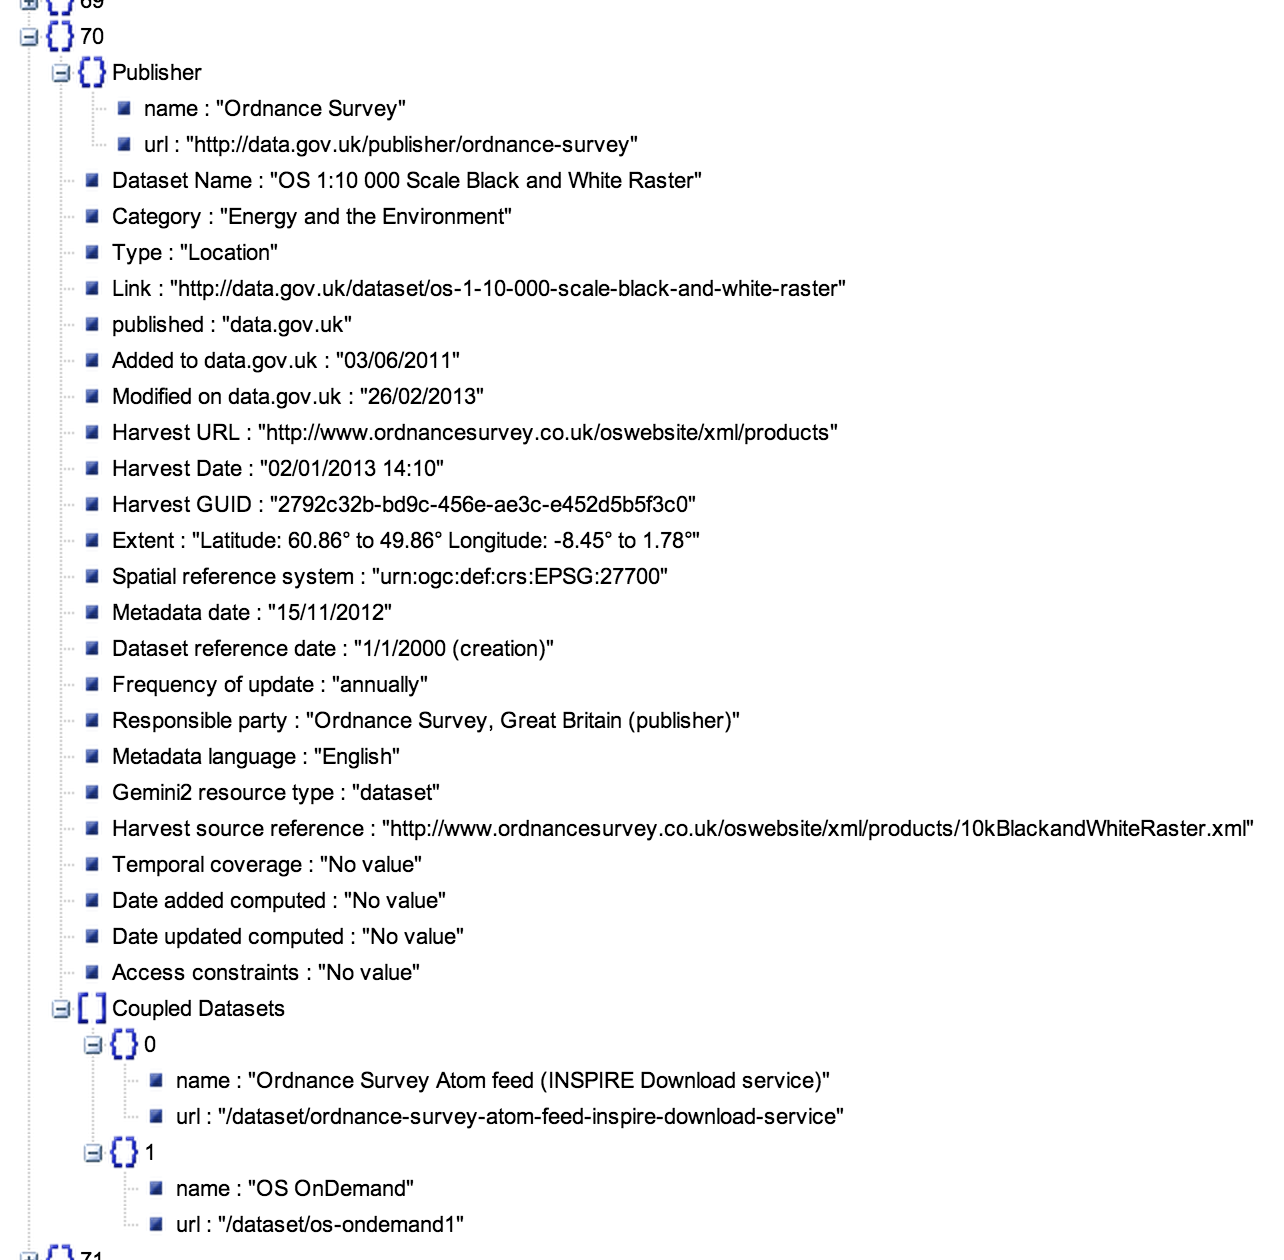 69
70
Publisher
name : "Ordnance Survey"
url : "http://data.gov.uk/publisher/ordnance-survey"
Dataset Name : "OS 1:10 000 Scale Black and White Raster"
Category : "Energy and the Environment"
Type : "Location"
Link : "http://data.gov.uk/dataset/os-1-10-000-scale-black-and-white-raster"
published : "data.gov.uk"
Added to data.gov.uk : "03/06/2011"
Modified on data.gov.uk : "26/02/2013"
Harvest URL : "http://www.ordnancesurvey.co.uk/oswebsite/xml/products"
Harvest Date : "02/01/2013 14:10"
Harvest GUID : "2792c32b-bd9c-456e-ae3c-e452d5b5f3c0"
Extent : "Latitude: 60.86° to 49.86° Longitude: -8.45° to 1.78°"
Spatial reference system : "urn:ogc:def:crs:EPSG:27700"
Metadata date : "15/11/2012"
Dataset reference date : "1/1/2000 (creation)"
Frequency of update : "annually"
Responsible party : "Ordnance Survey, Great Britain (publisher)"
Metadata language : "English"
Gemini2 resource type : "dataset"
Harvest source reference : "http://www.ordnancesurvey.co.uk/oswebsite/xml/products/10kBlackandWhiteRaster.xml"
Temporal coverage : "No value"
Date added computed : "No value"
Date updated computed : "No value"
Access constraints : "No value"
Coupled Datasets
0
name : "Ordnance Survey Atom feed (INSPIRE Download service)"
url : "/dataset/ordnance-survey-atom-feed-inspire-download-service"
1
name : "OS OnDemand"
url : "/dataset/os-ondemand1"
71